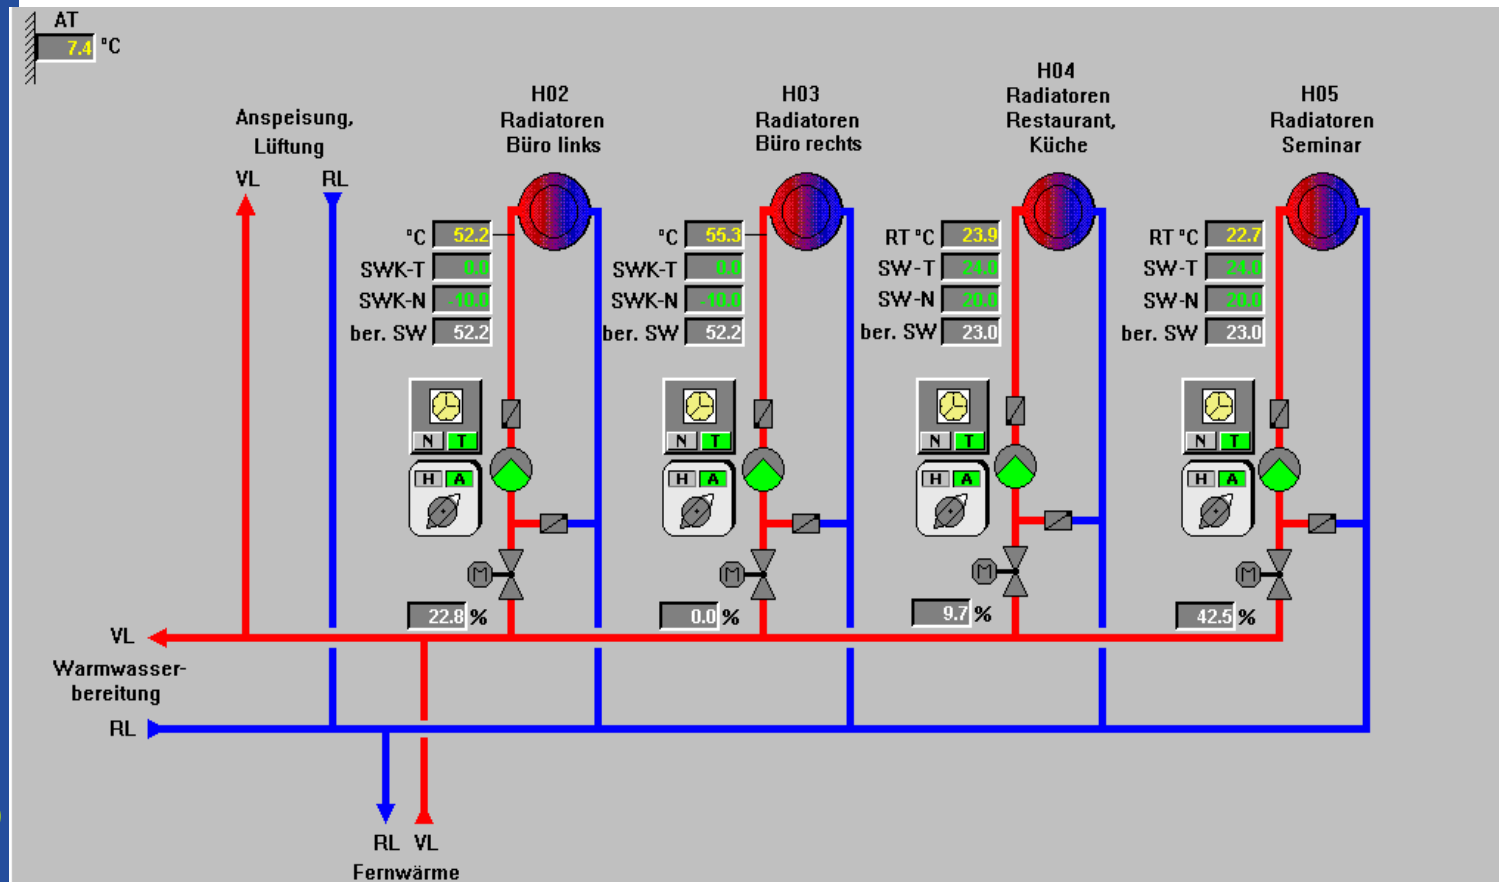 AT
7.4 °C
Anspeisung,
Lüftung
VL
RL
H02
Radiatoren
Büro links
°C 52.2
SWK-T 0.0
SWK-N -10.0
ber. SW 52.2
N T
H A
M
22.8 %
H03
Radiatoren
Büro rechts
°C 55.3
SWK-T 0.0
SWK-N -10.0
ber. SW 52.2
N T
H A
M
0.0 %
H04
Radiatoren
Restaurant,
Küche
RT °C 23.9
SW-T 24.0
SW-N 20.0
ber. SW 23.0
N T
H A
M
9.7 %
H05
Radiatoren
Seminar
RT °C 22.7
SW-T 24.0
SW-N 20.0
ber. SW 23.0
N T
H A
M
42.5 %
VL
Warmwasser-
bereitung
RL
RL VL
Fernwärme